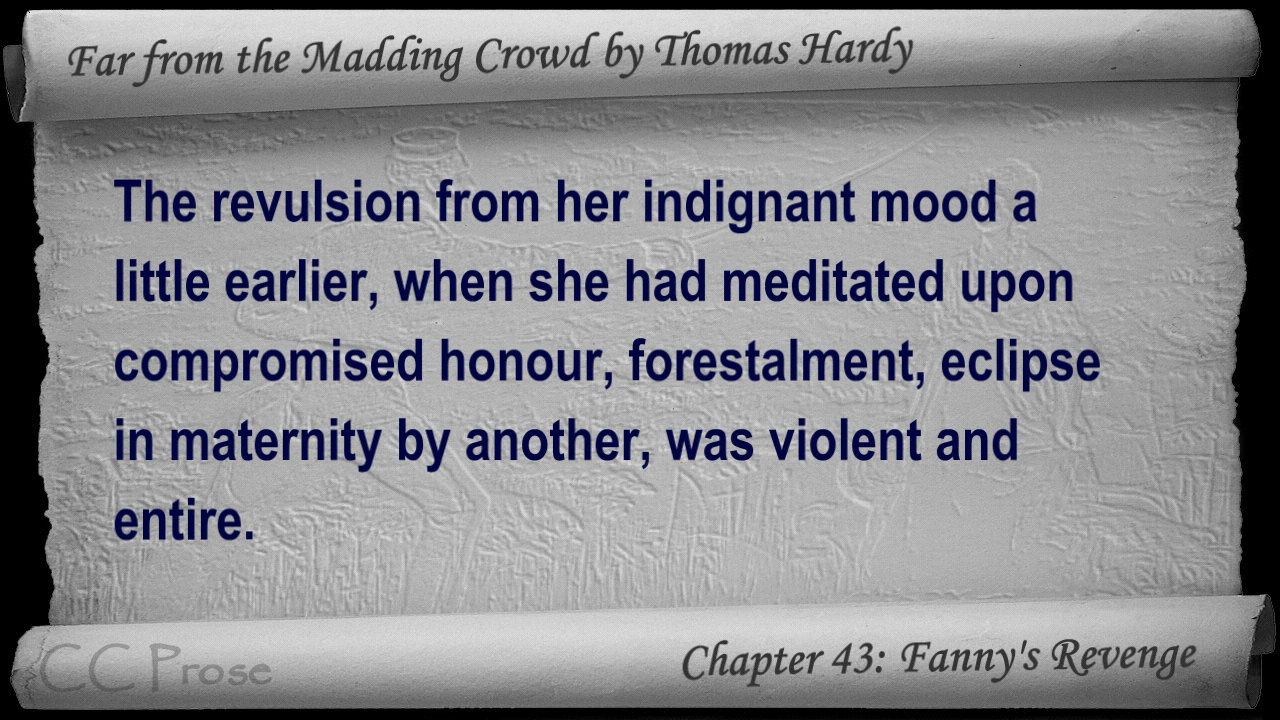 Far from the Madding Crowd by Thomas Hardy
The revulsion from her indignant mood a
little earlier, when she had meditated upon
compromised honour, forestalment, eclipse
in maternity by another, was violent and
entire.
CC Prose
Chapter 43: Fanny's Revenge